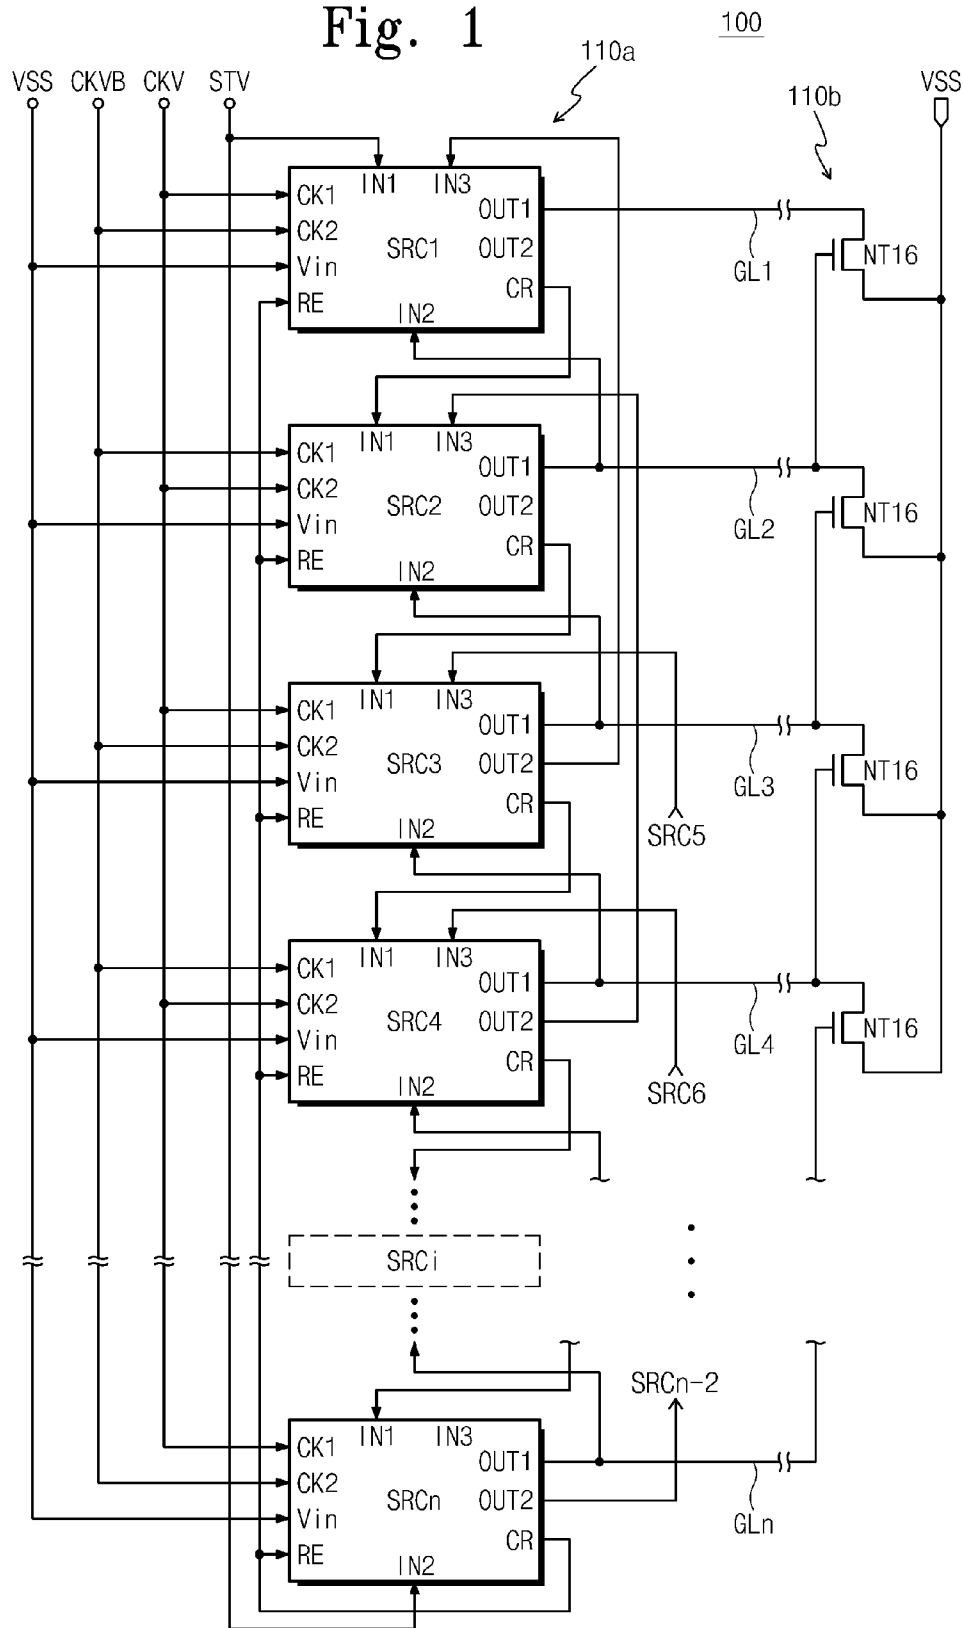 Fig. 1
100
110a
110b
VSS CKVB CKV STV VSS
IN1 IN3
CK1
CK2
Vin
RE
SRC1
OUT1
OUT2
CR
IN2
GL1
NT16
IN1 IN3
CK1
CK2
Vin
RE
SRC2
OUT1
OUT2
CR
IN2
GL2
NT16
IN1 IN3
CK1
CK2
Vin
RE
SRC3
OUT1
OUT2
CR
IN2
GL3
NT16
SRC5
IN1 IN3
CK1
CK2
Vin
RE
SRC4
OUT1
OUT2
CR
IN2
GL4
NT16
SRC6
SRCi
SRCn-2
IN1 IN3
CK1
CK2
Vin
RE
SRCn
OUT1
OUT2
CR
IN2
GLn